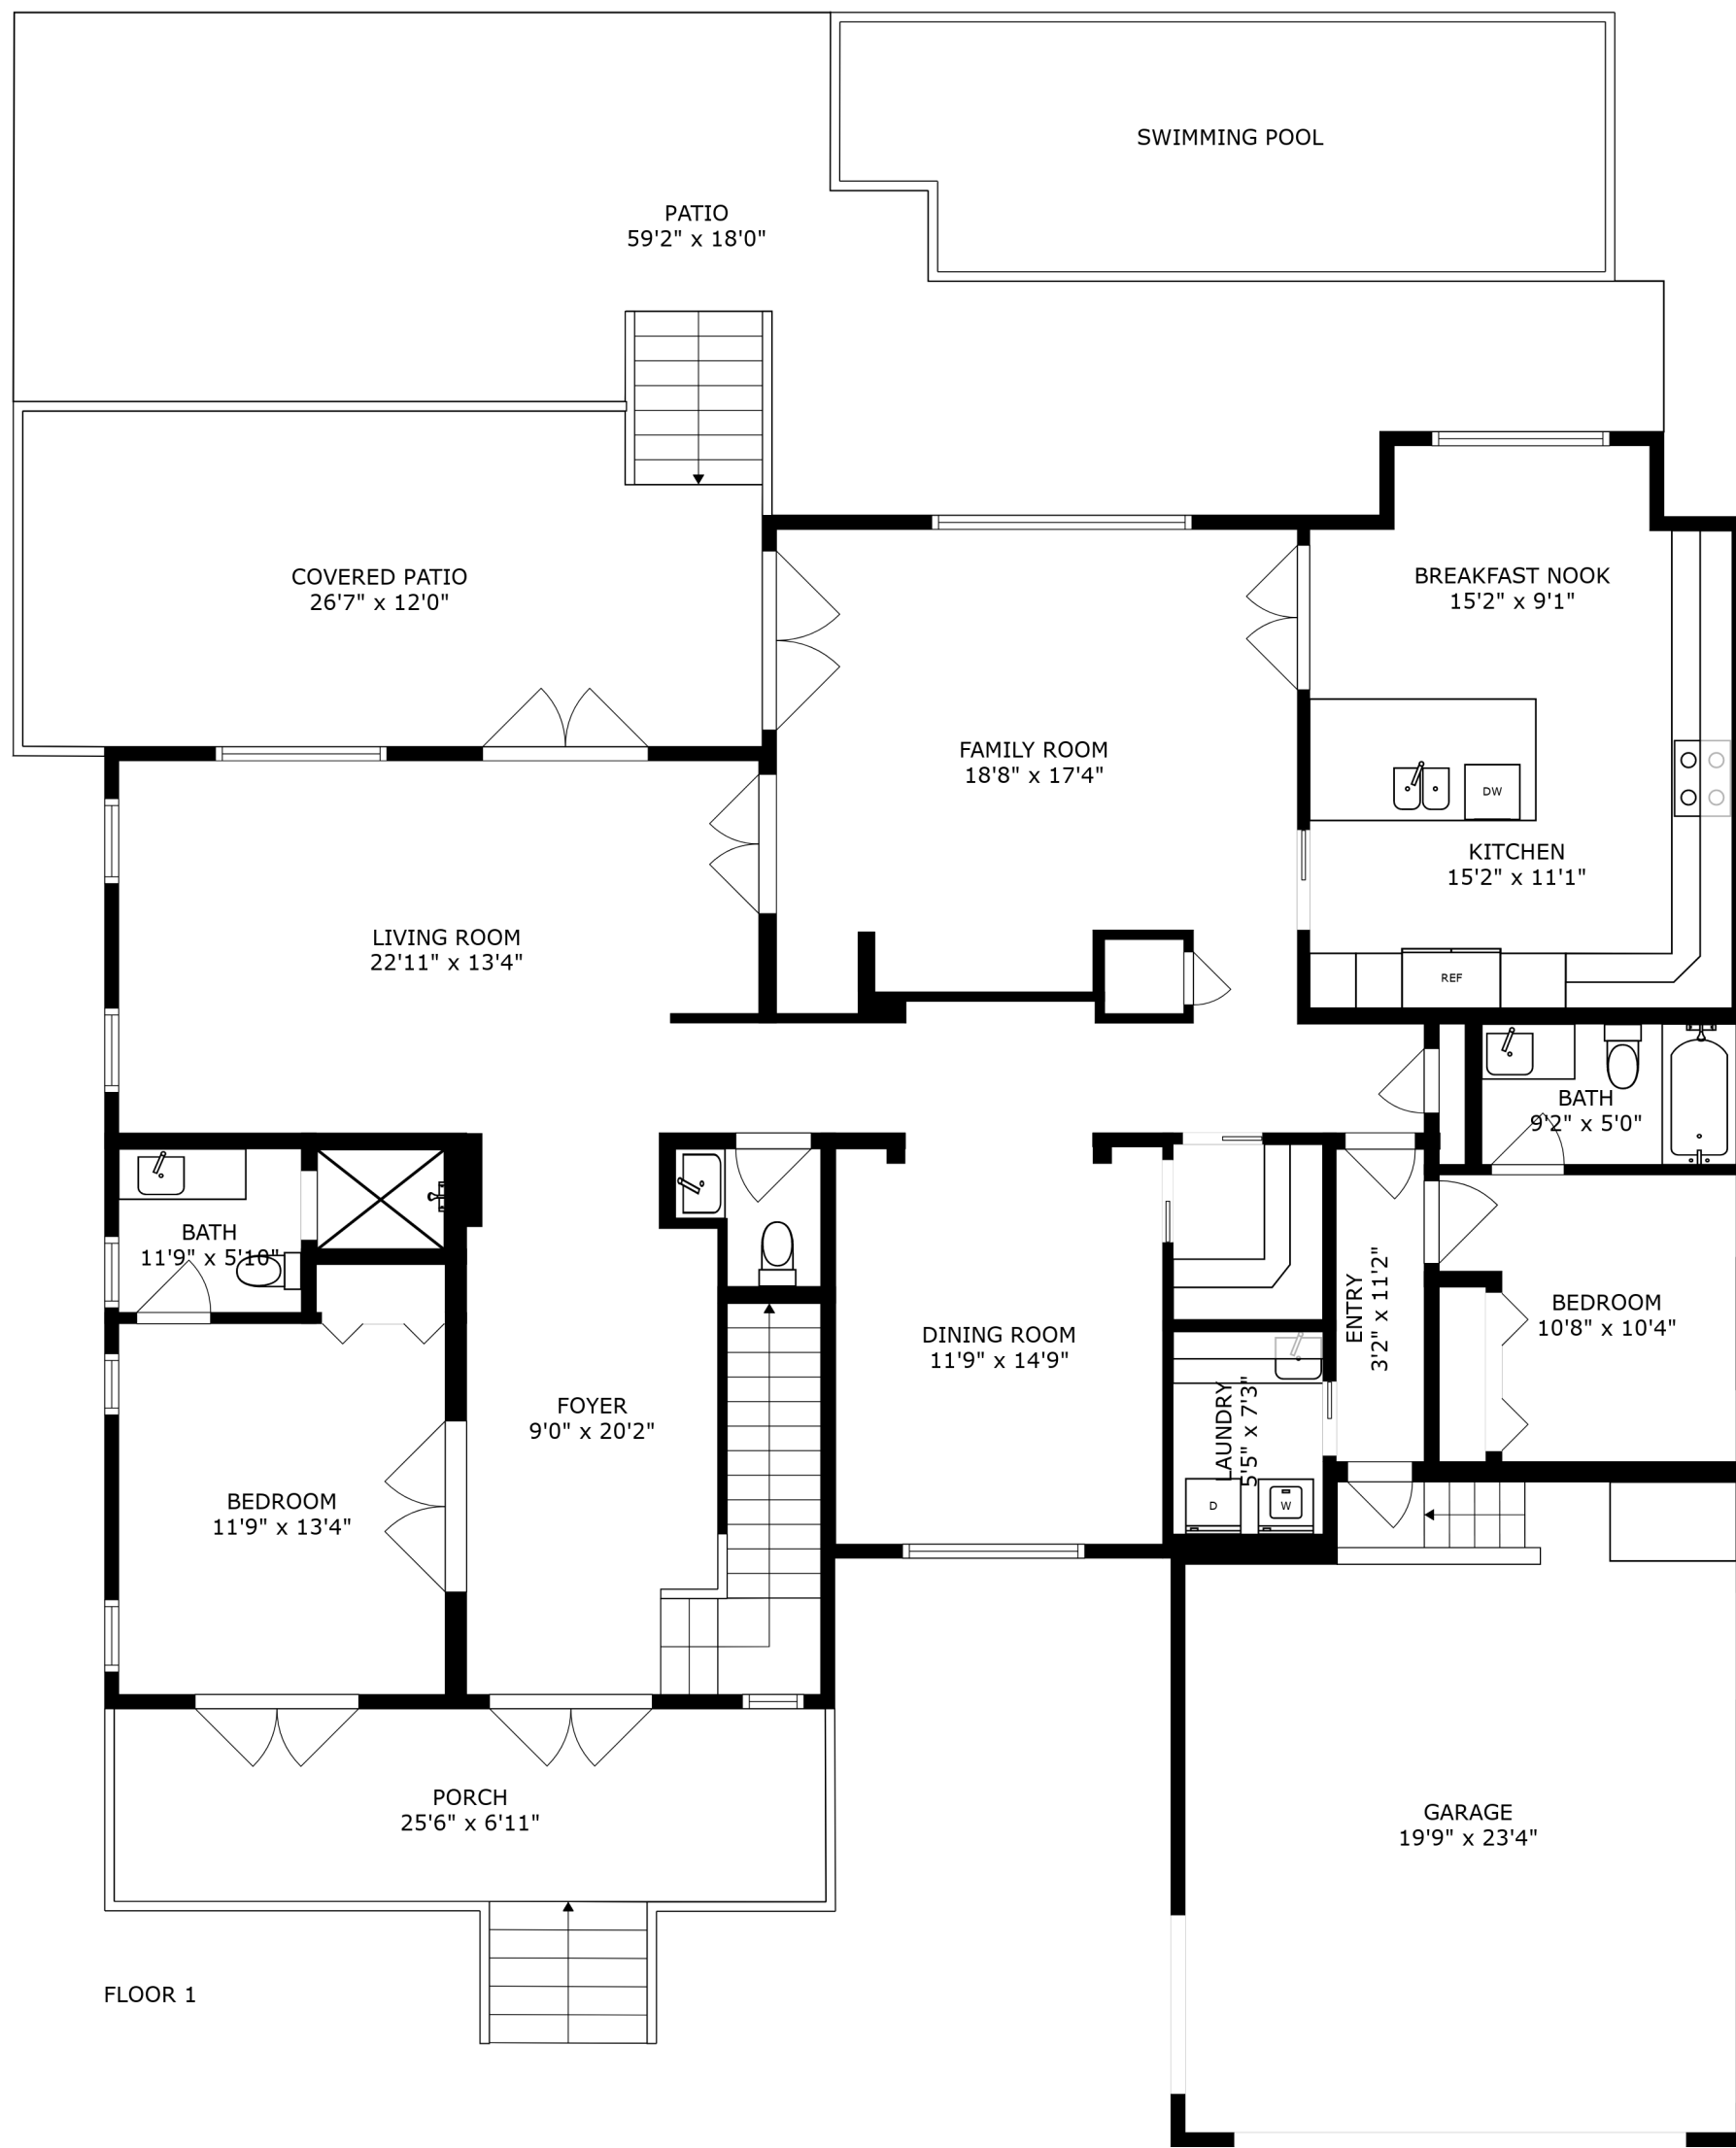 SWIMMING POOL
PATIO
59'2" x 18'0"
COVERED PATIO
26'7" x 12'0"
BREAKFAST NOOK
15'2" x 9'1"
FAMILY ROOM
18'8" x 17'4"
DW
KITCHEN
15'2" x 11'1"
LIVING ROOM
22'11" x 13'4"
REF
BATH
9'2" x 5'0"
BATH
11'9" x 5'10"
ENTRY
3'2" x 11'2"
BEDROOM
10'8" x 10'4"
DINING ROOM
11'9" x 14'9"
FOYER
9'0" x 20'2"
LAUNDRY
5'5" x 7'3"
BEDROOM
11'9" x 13'4"
D
W
PORCH
25'6" x 6'11"
GARAGE
19'9" x 23'4"
FLOOR 1